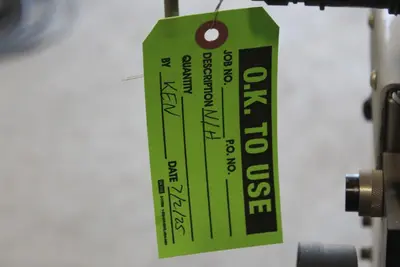 O.K. TO USE
JOB NO. P.O. NO.
DESCRIPTION N/A
QUANTITY
BY KEN DATE 7/2/25